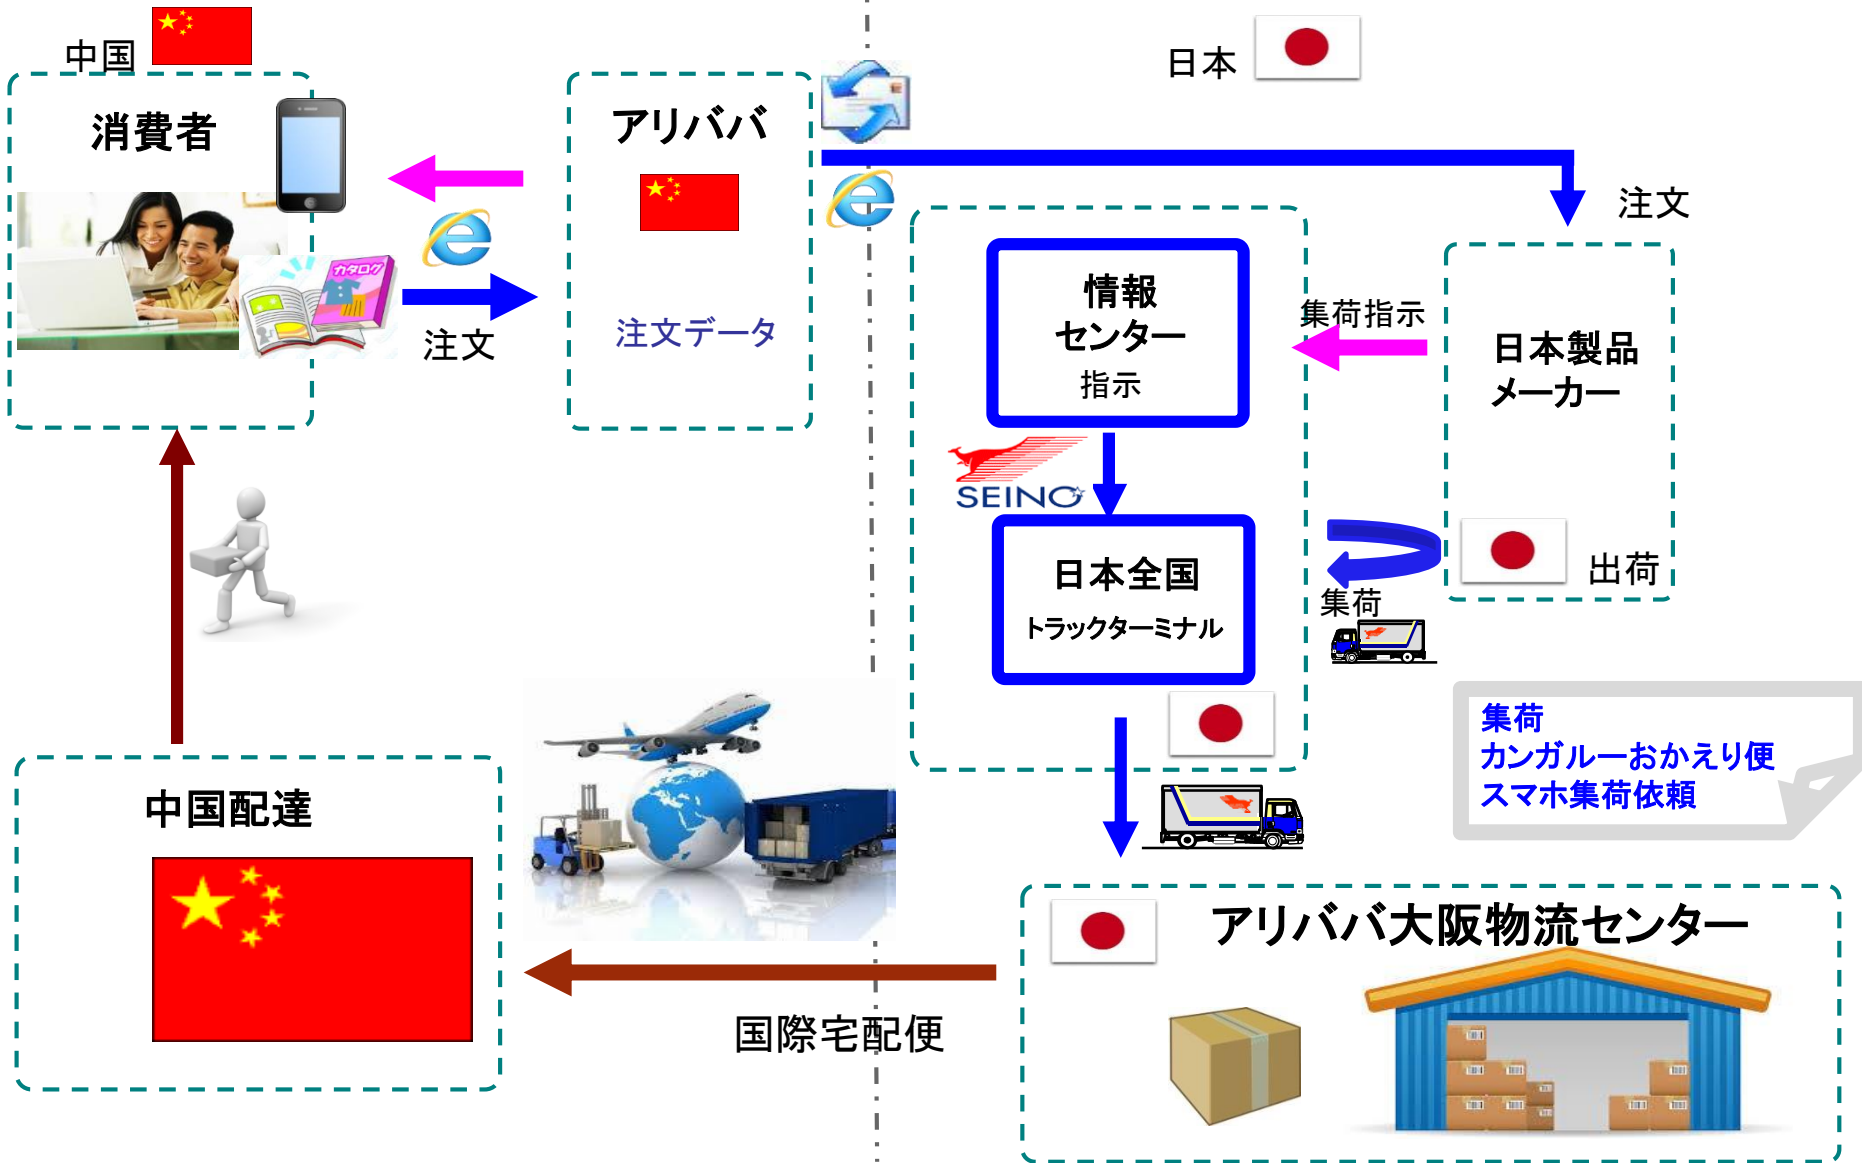 中国
日本
消費者
アリババ
注文
カタログ
注文
注文データ
情報
センター
指示
集荷指示
日本製品
メーカー
SEINO
日本全国
トラックターミナル
出荷
集荷
集荷
カンガルーおかえり便
スマホ集荷依頼
中国配達
アリババ大阪物流センター
国際宅配便